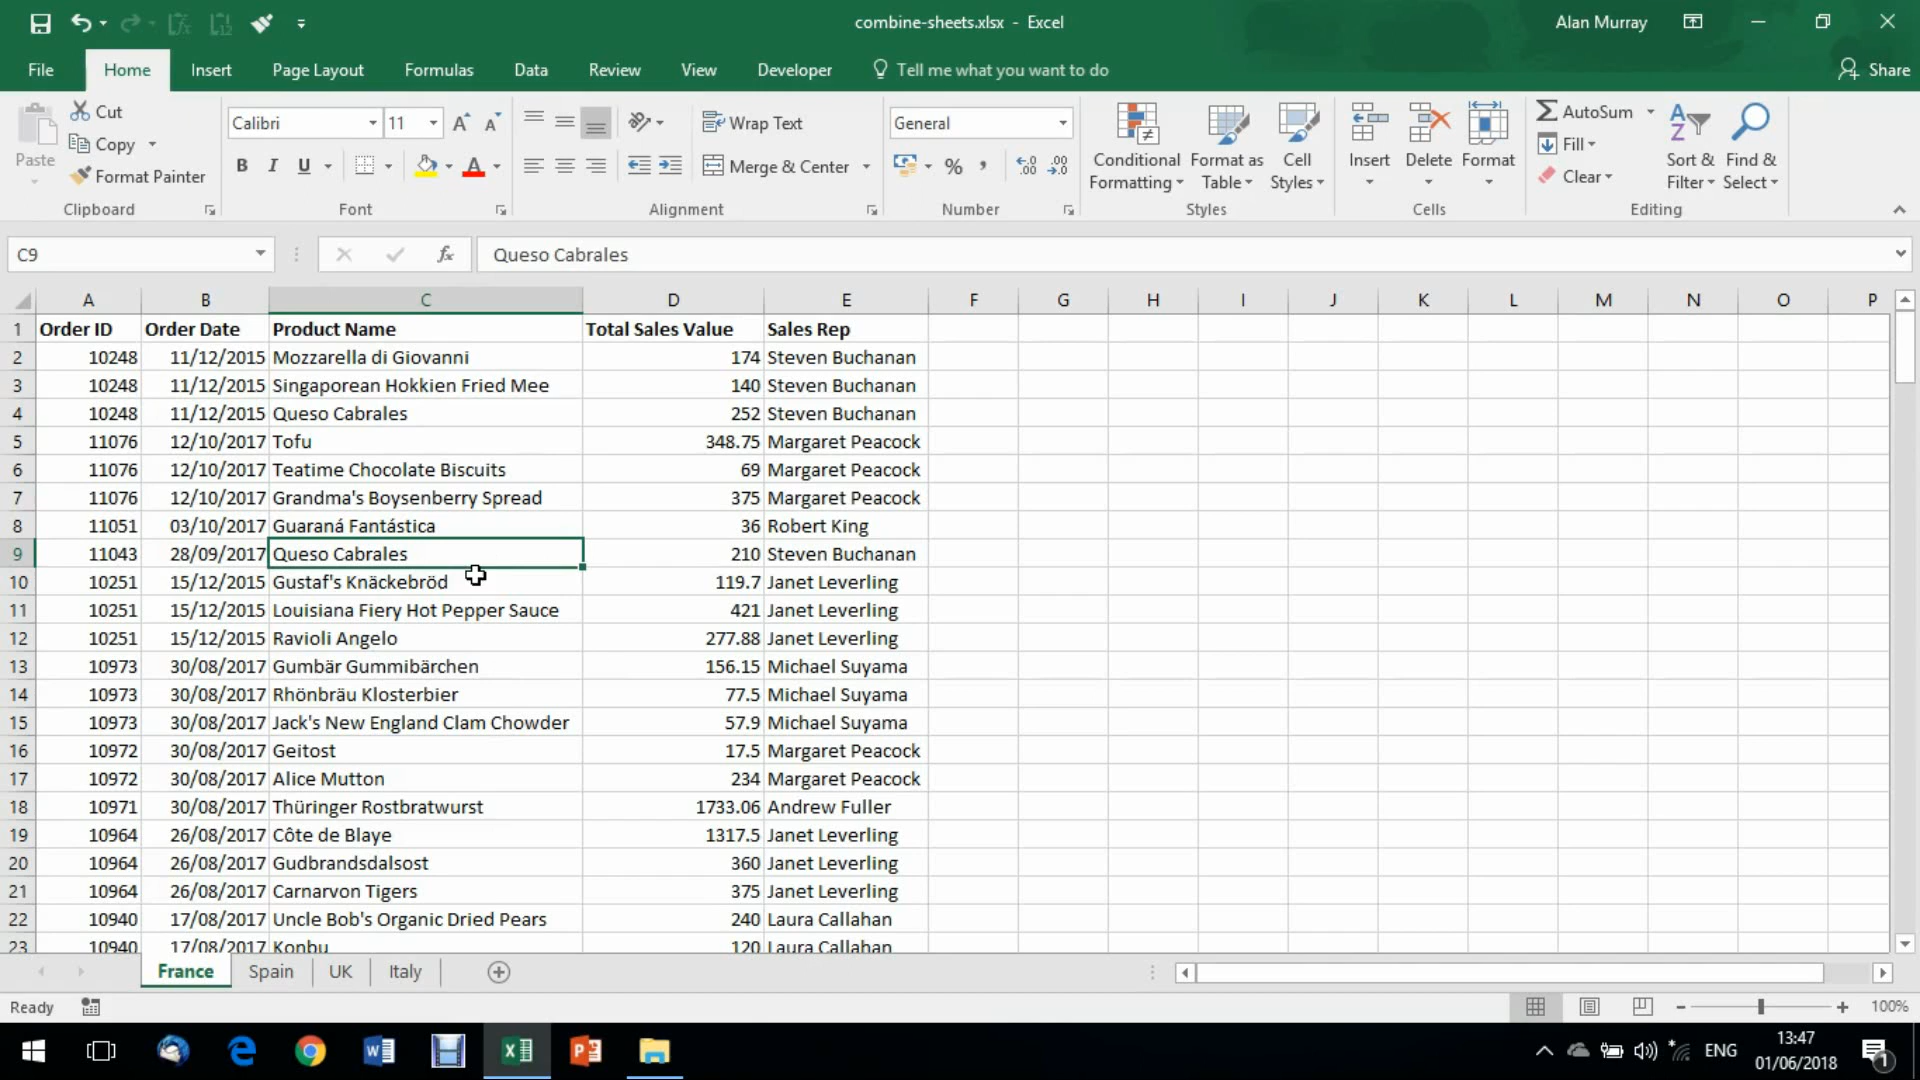 combine-sheets.xlsx - Excel
Alan Murray
File Home Insert Page Layout Formulas Data Review View Developer Tell me what you want to do Share
Paste Cut
Copy
Format Painter
Clipboard
Calibri 11 A A
B I U A
Font
Wrap Text
Merge & Center
Alignment
General
% , .00
Number
Conditional Formatting
Format as Table
Cell Styles
Styles
Insert Delete Format
Cells
AutoSum
Fill
Clear
Sort & Filter
Find & Select
Editing
C9 fx Queso Cabrales
A B C D E F G H I J K L M N O P
1 Order ID Order Date Product Name Total Sales Value Sales Rep
2 10248 11/12/2015 Mozzarella di Giovanni 174 Steven Buchanan
3 10248 11/12/2015 Singaporean Hokkien Fried Mee 140 Steven Buchanan
4 10248 11/12/2015 Queso Cabrales 252 Steven Buchanan
5 11076 12/10/2017 Tofu 348.75 Margaret Peacock
6 11076 12/10/2017 Teatime Chocolate Biscuits 69 Margaret Peacock
7 11076 12/10/2017 Grandma's Boysenberry Spread 375 Margaret Peacock
8 11051 03/10/2017 Guaraná Fantástica 36 Robert King
9 11043 28/09/2017 Queso Cabrales 210 Steven Buchanan
10 10251 15/12/2015 Gustaf's Knäckebröd 119.7 Janet Leverling
11 10251 15/12/2015 Louisiana Fiery Hot Pepper Sauce 421 Janet Leverling
12 10251 15/12/2015 Ravioli Angelo 277.88 Janet Leverling
13 10973 30/08/2017 Gumbär Gummibärchen 156.15 Michael Suyama
14 10973 30/08/2017 Rhönbräu Klosterbier 77.5 Michael Suyama
15 10973 30/08/2017 Jack's New England Clam Chowder 57.9 Michael Suyama
16 10972 30/08/2017 Geitost 17.5 Margaret Peacock
17 10972 30/08/2017 Alice Mutton 234 Margaret Peacock
18 10971 30/08/2017 Thüringer Rostbratwurst 1733.06 Andrew Fuller
19 10964 26/08/2017 Côte de Blaye 1317.5 Janet Leverling
20 10964 26/08/2017 Gudbrandsdalsost 360 Janet Leverling
21 10964 26/08/2017 Carnarvon Tigers 375 Janet Leverling
22 10940 17/08/2017 Uncle Bob's Organic Dried Pears 240 Laura Callahan
23 10940 17/08/2017 Konbu 120 Laura Callahan
France Spain UK Italy
Ready 100%
ENG
13:47
01/06/2018
1